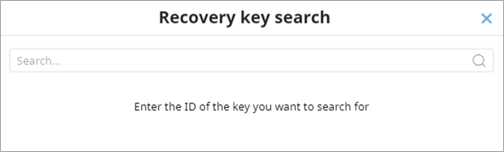 Recovery key search
Search...
Enter the ID of the key you want to search for